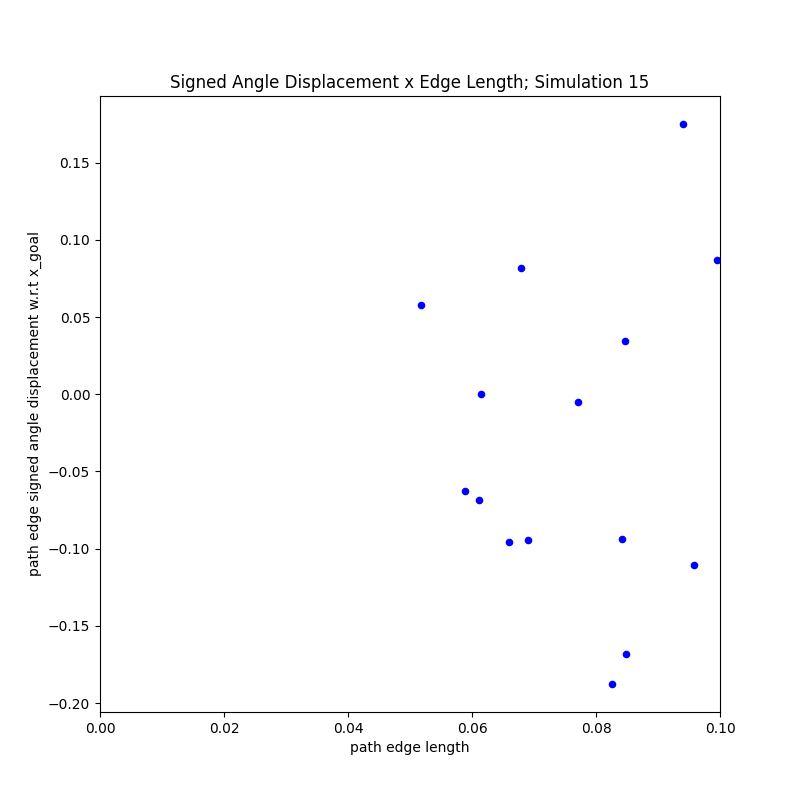 Signed Angle Displacement x Edge Length; Simulation 15
path edge signed angle displacement w.r.t x_goal
0.15
0.10
0.05
0.00
−0.05
−0.10
−0.15
−0.20
0.00 0.02 0.04 0.06 0.08 0.10
path edge length